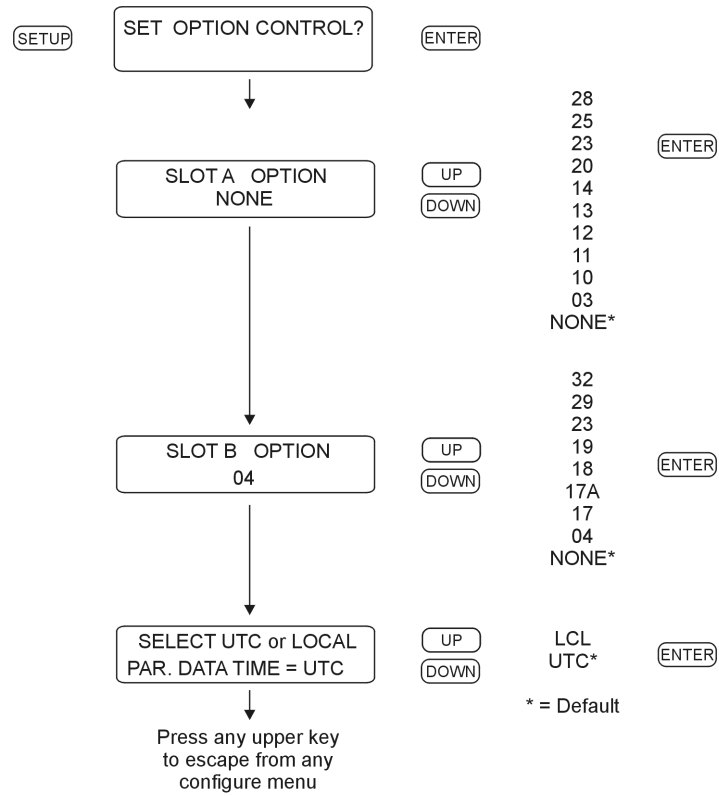 SETUP
SET OPTION CONTROL?
ENTER
SLOT A OPTION
NONE
UP
DOWN
28
25
23
20
14
13
12
11
10
03
NONE*
ENTER
SLOT B OPTION
04
UP
DOWN
32
29
23
19
18
17A
17
04
NONE*
ENTER
SELECT UTC or LOCAL
PAR. DATA TIME = UTC
UP
DOWN
LCL
UTC*
ENTER
* = Default
Press any upper key
to escape from any
configure menu